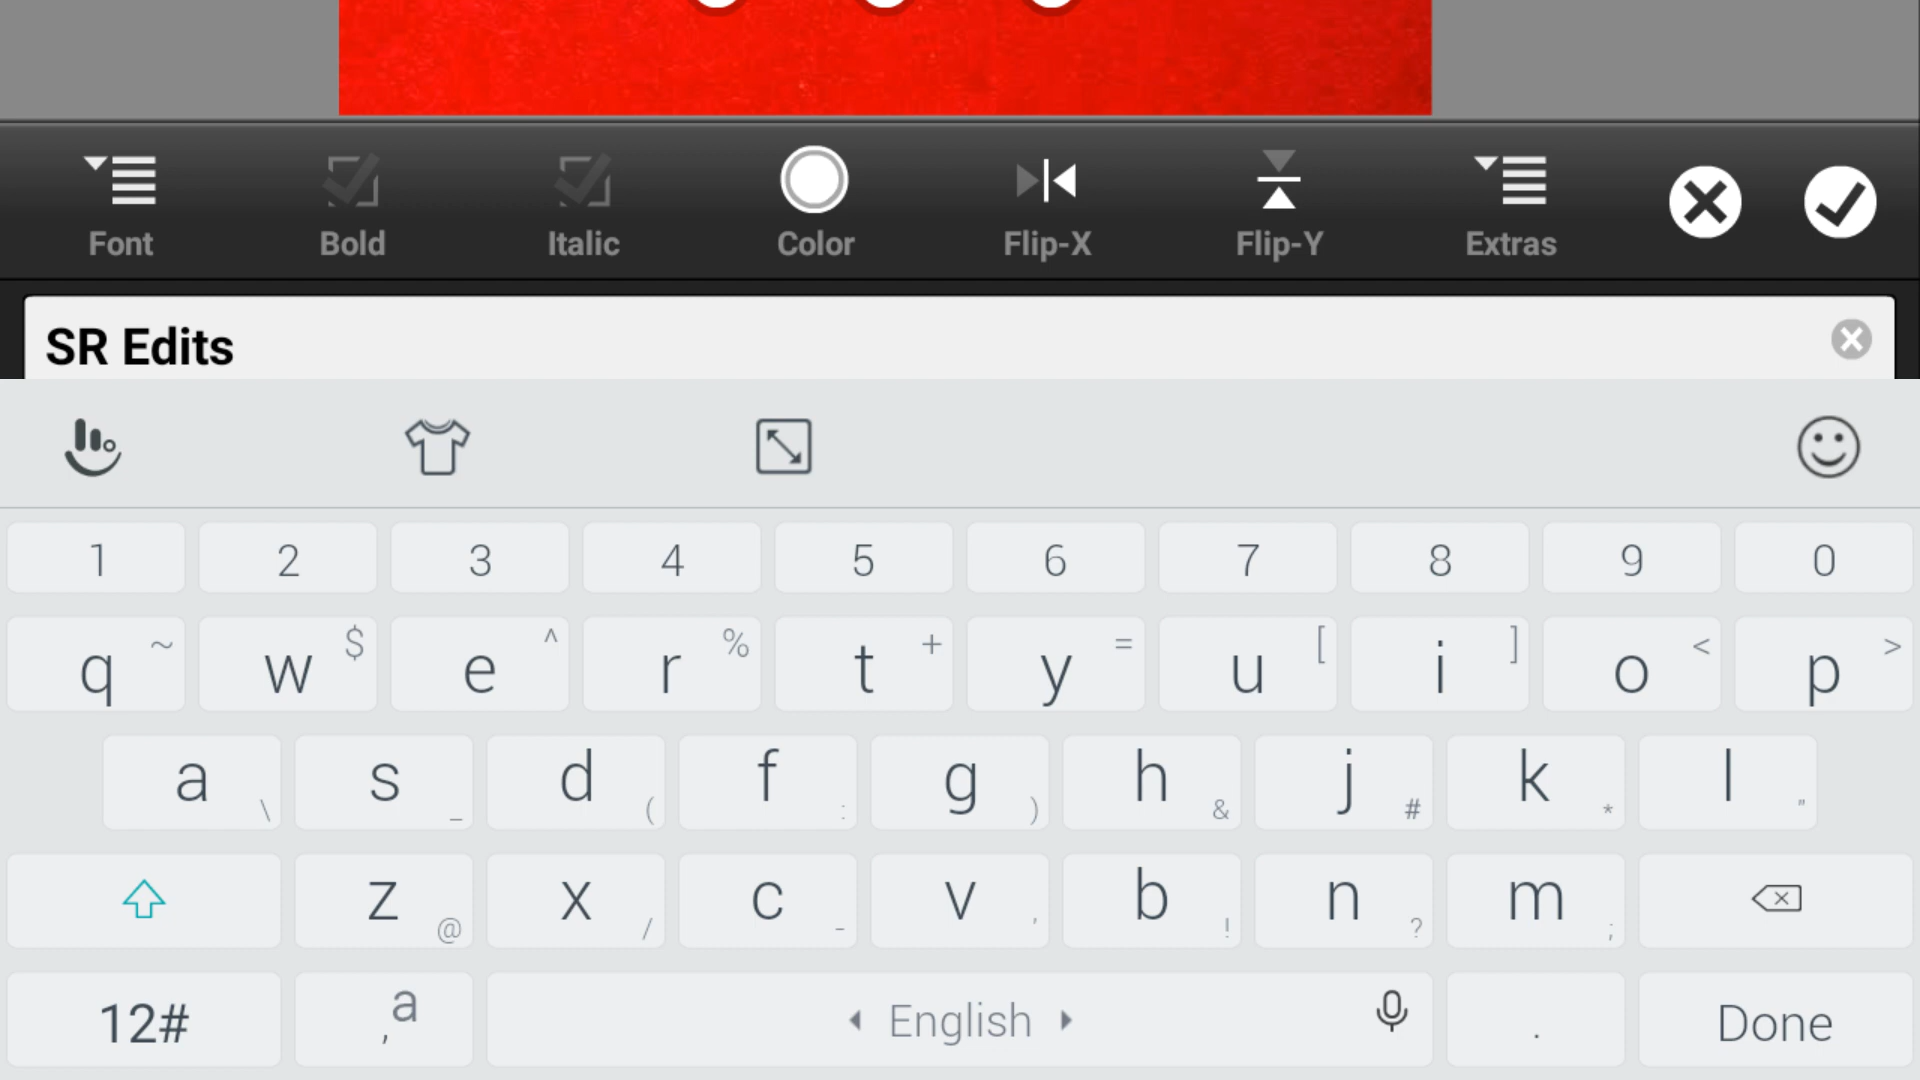 Font Bold Italic Color Flip-X Flip-Y Extras
SR Edits
1 2 3 4 5 6 7 8 9 0
q ~ w $ e ^ r % t + y = u [ i ] o < p >
a \ s _ d ( f : g ) h & j # k * l "
z @ x / c - v ' b ! n ? m ;
12# , a English . Done